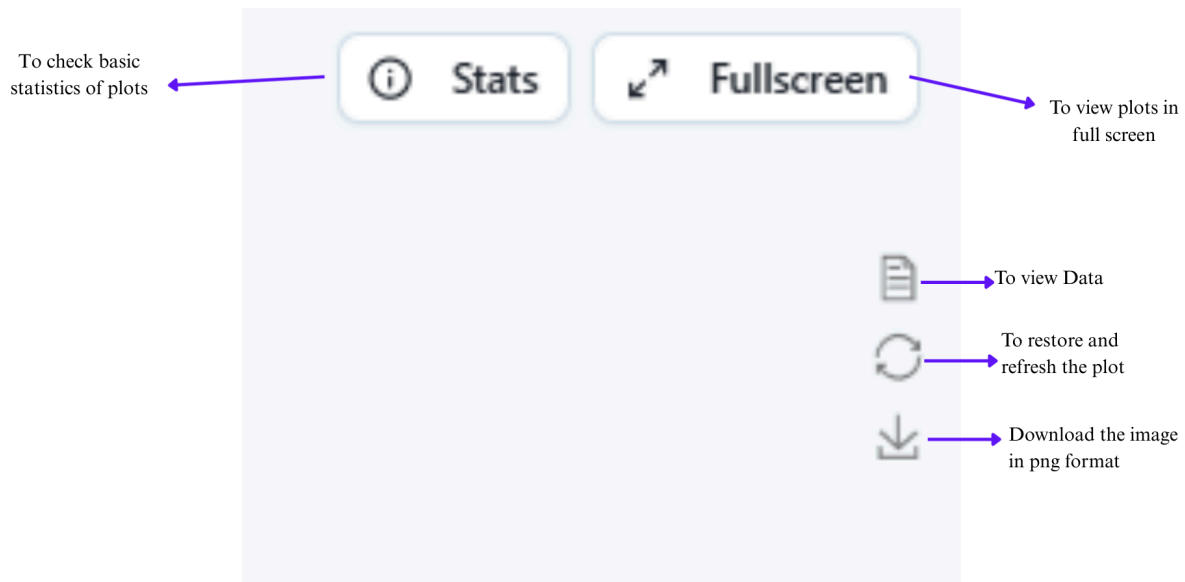 To check basic
statistics of plots
Stats
Fullscreen
To view plots in
full screen
To view Data
To restore and
refresh the plot
Download the image
in png format